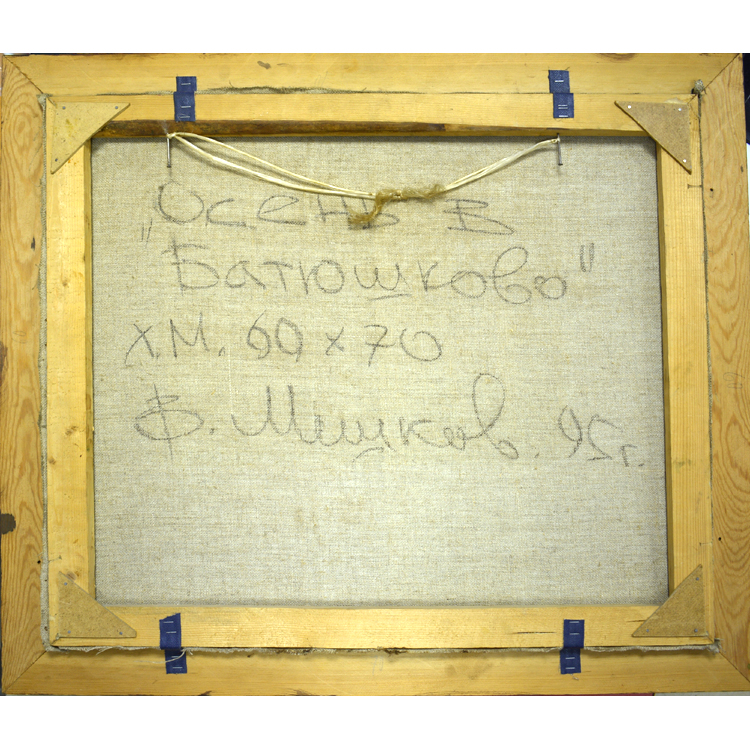 „Осень в
Батюшково"
Х.М. 60 х 70
В. Мишков. 95г.